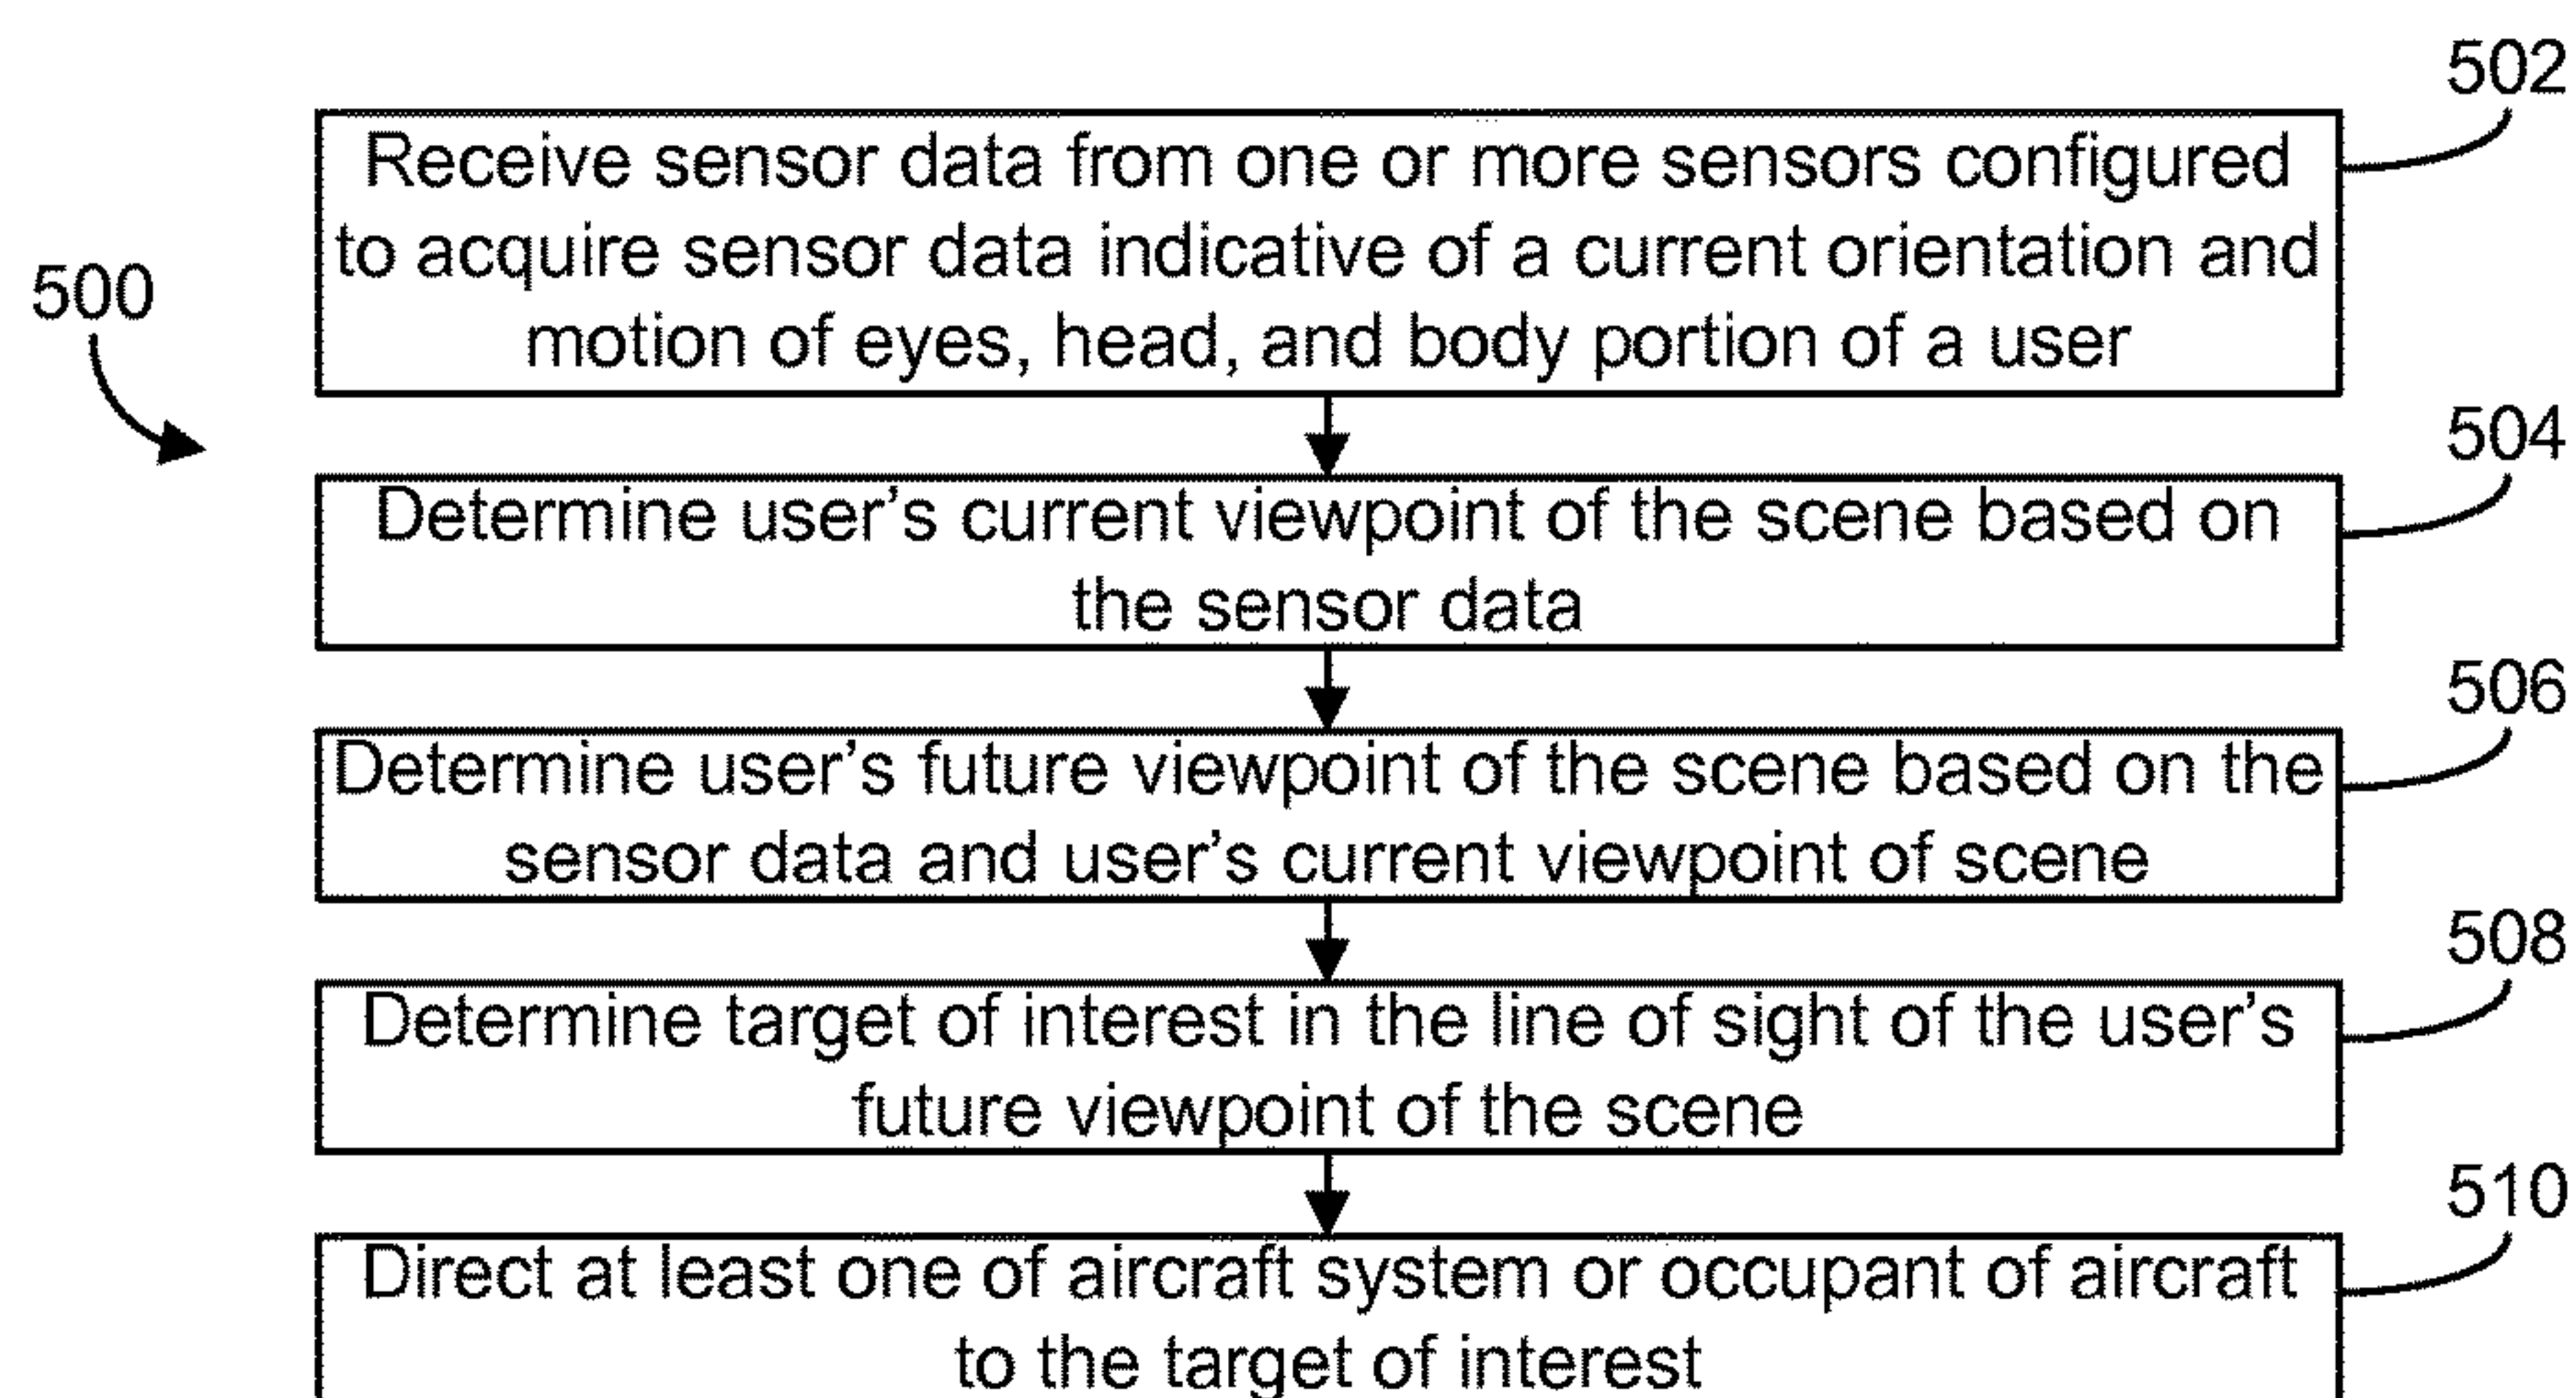 502
Receive sensor data from one or more sensors configured
to acquire sensor data indicative of a current orientation and
motion of eyes, head, and body portion of a user
500
504
Determine user's current viewpoint of the scene based on
the sensor data
506
Determine user's future viewpoint of the scene based on the
sensor data and user's current viewpoint of scene
508
Determine target of interest in the line of sight of the user's
future viewpoint of the scene
510
Direct at least one of aircraft system or occupant of aircraft
to the target of interest